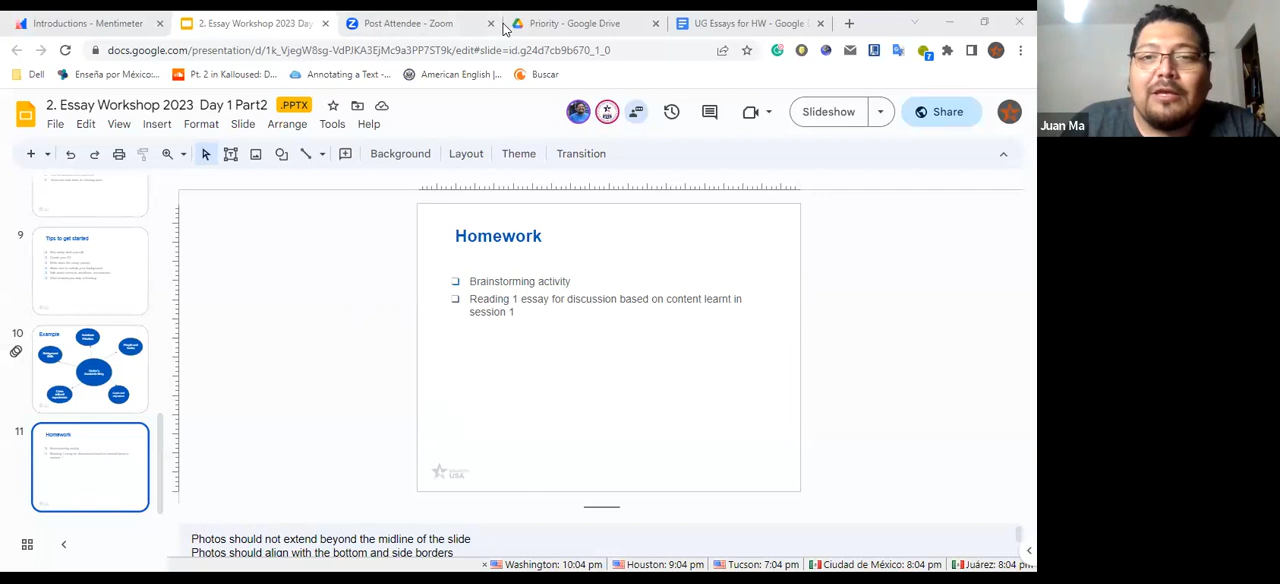 Introductions - Mentimeter
2. Essay Workshop 2023 Day
Post Attendee - Zoom
Priority - Google Drive
UG Essays for HW - Google
docs.google.com/presentation/d/1k_VjegW8sg-VdPJKA3EjMc9a3PP7ST9k/edit#slide=id.g24d7cb9b670_1_0
7
Dell
Enseña por México:...
Pt. 2 in Kalloused: D...
Annotating a Text -...
American English |...
Buscar
2. Essay Workshop 2023 Day 1 Part2
.PPTX
File Edit View Insert Format Slide Arrange Tools Help
Slideshow
Share
Background Layout Theme Transition
9
Tips to get started
10
Example
11
Homework
Homework
Brainstorming activity
Reading 1 essay for discussion based on content learnt in
session 1
USA
Photos should not extend beyond the midline of the slide
Photos should align with the bottom and side borders
Washington: 10:04 pm
Houston: 9:04 pm
Tucson: 7:04 pm
Ciudad de México: 8:04 pm
Juárez: 8:04 pm
Juan Ma